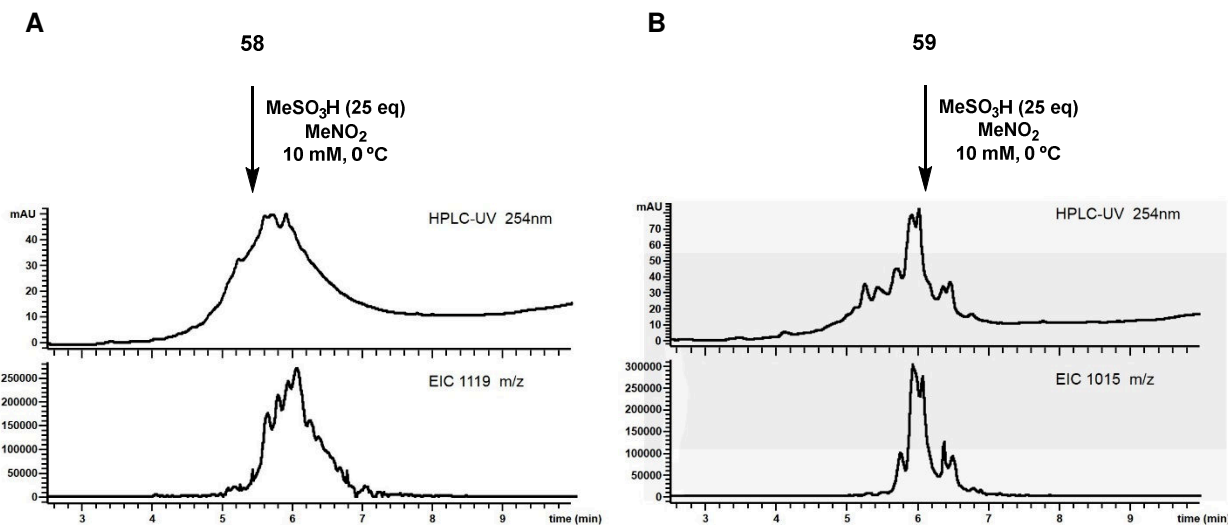 A
58
MeSO3H (25 eq)
MeNO2
10 mM, 0 ºC
mAU
HPLC-UV 254nm
40
30
20
10
0
EIC 1119 m/z
250000
200000
150000
100000
50000
0
3 4 5 6 7 8 9 time (min)
B
59
MeSO3H (25 eq)
MeNO2
10 mM, 0 ºC
mAU
HPLC-UV 254nm
70
60
50
40
30
20
10
0
EIC 1015 m/z
300000
250000
200000
150000
100000
50000
0
3 4 5 6 7 8 9 time (min)